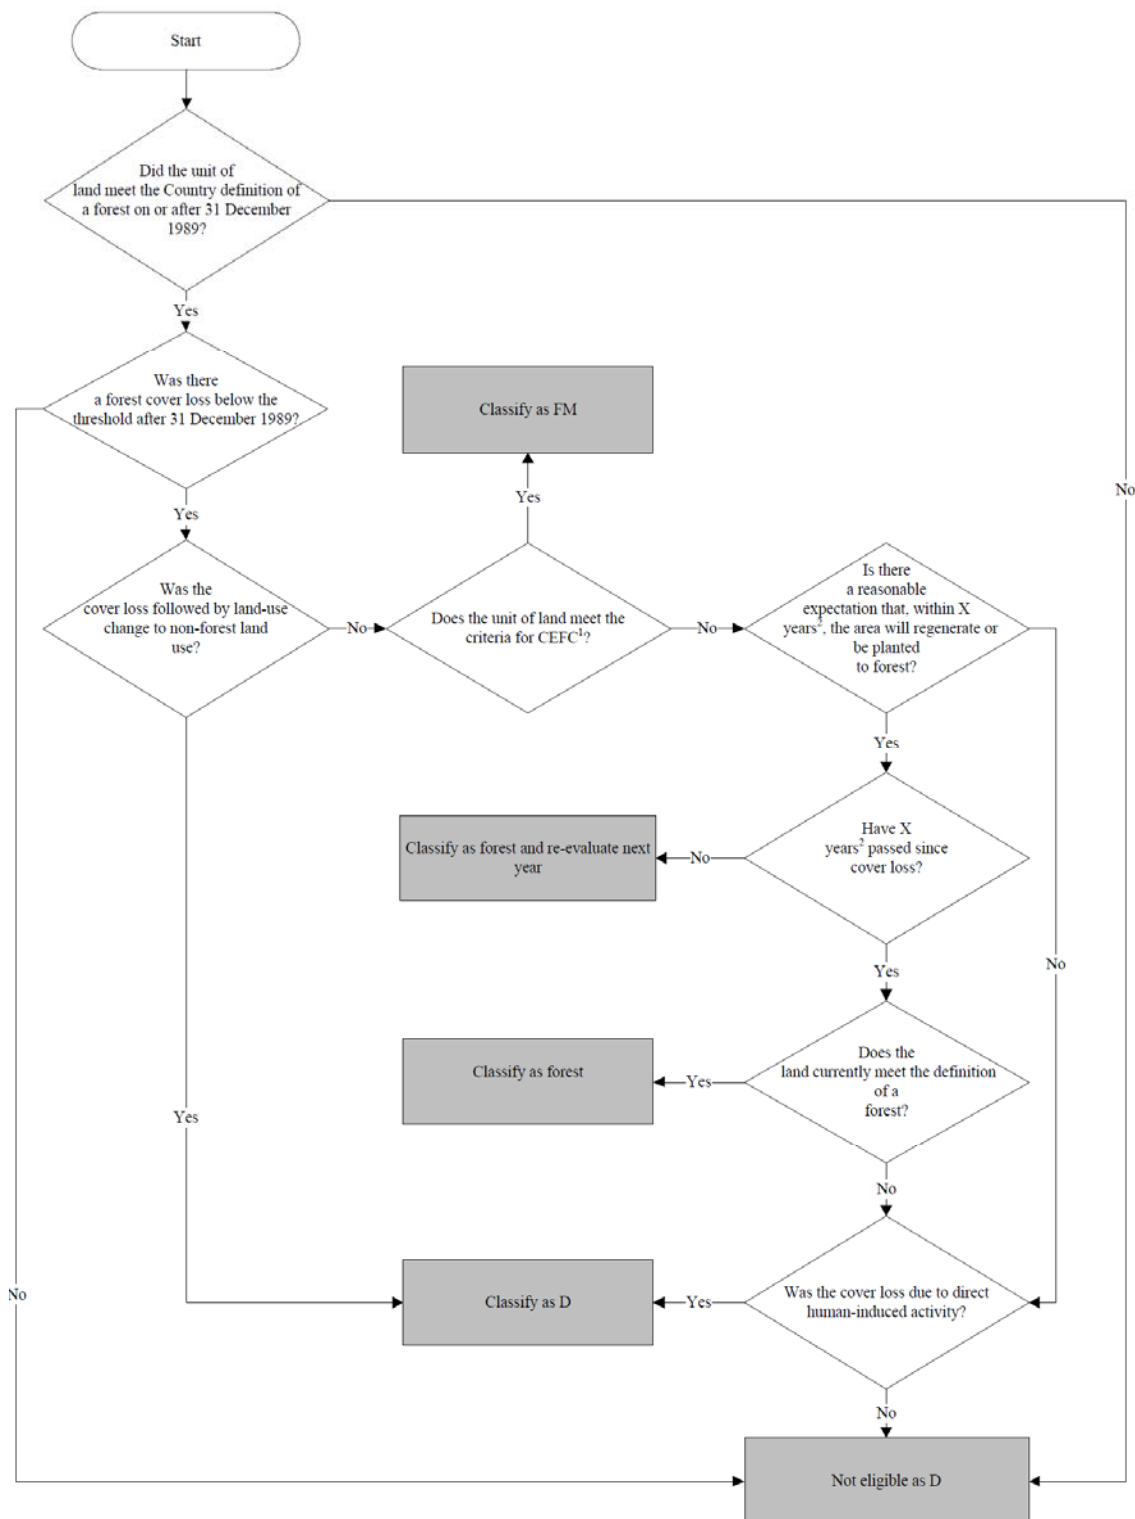 Start
Did the unit of
land meet the Country definition of
a forest on or after 31 December
1989?
Yes
Was there
a forest cover loss below the
threshold after 31 December 1989?
Classify as FM
No
Yes
Yes
Was the
cover loss followed by land-use
change to non-forest land
use?
No
Does the unit of land meet the
criteria for CEFC¹?
No
Is there
a reasonable
expectation that, within X
years², the area will regenerate or
be planted
to forest?
Yes
Have X
years² passed since
cover loss?
No
Classify as forest and re-evaluate next
year
Yes
No
Does the
land currently meet the definition
of a
forest?
Yes
Classify as forest
Yes
No
Was the cover loss due to direct
human-induced activity?
Yes
Classify as D
No
No
Not eligible as D